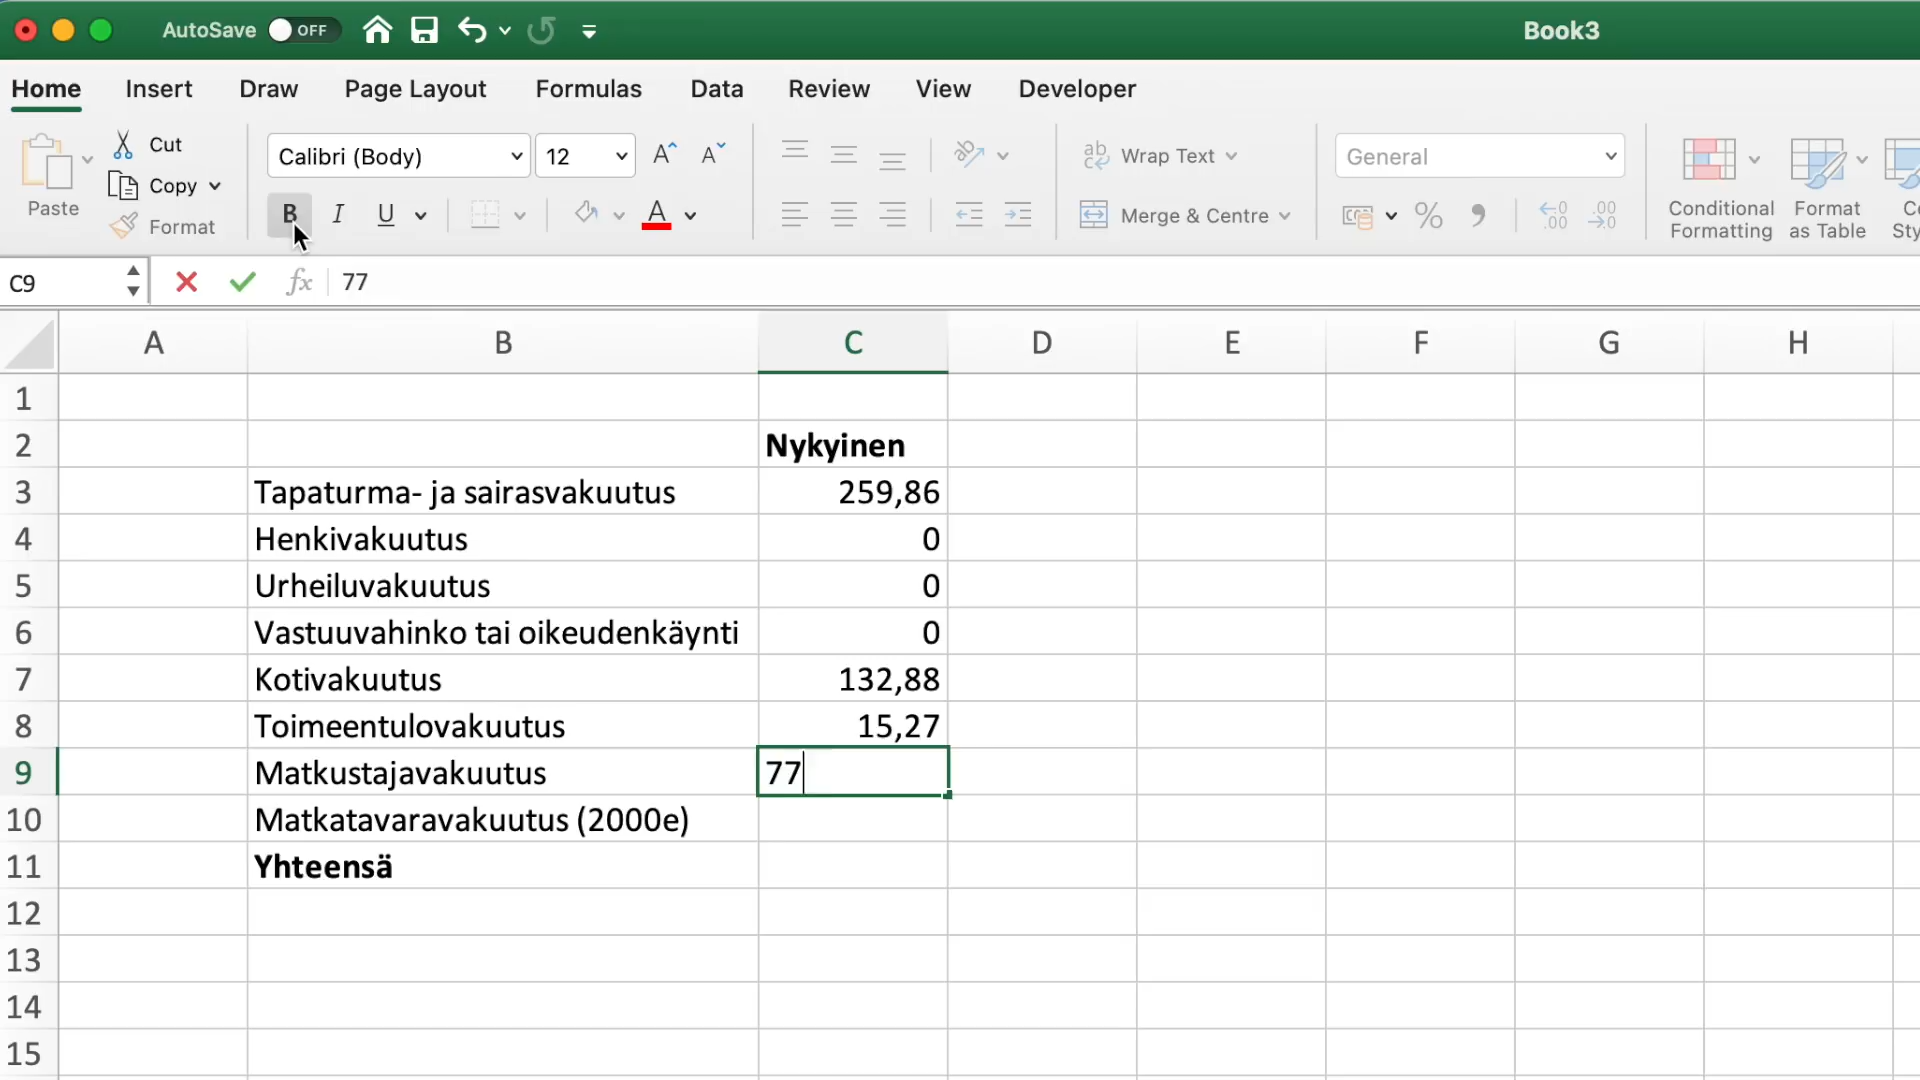 AutoSave OFF Book3
Home Insert Draw Page Layout Formulas Data Review View Developer
Paste Cut Copy Format
Calibri (Body) 12
B I U A
ab Wrap Text
Merge & Centre
General
Conditional Formatting
Format as Table
C9 fx 77
A B C D E F G H
1
2 Nykyinen
3 Tapaturma- ja sairasvakuutus 259,86
4 Henkivakuutus 0
5 Urheiluvakuutus 0
6 Vastuuvahinko tai oikeudenkäynti 0
7 Kotivakuutus 132,88
8 Toimeentulovakuutus 15,27
9 Matkustajavakuutus 77
10 Matkatavaravakuutus (2000e)
11 Yhteensä
12
13
14
15